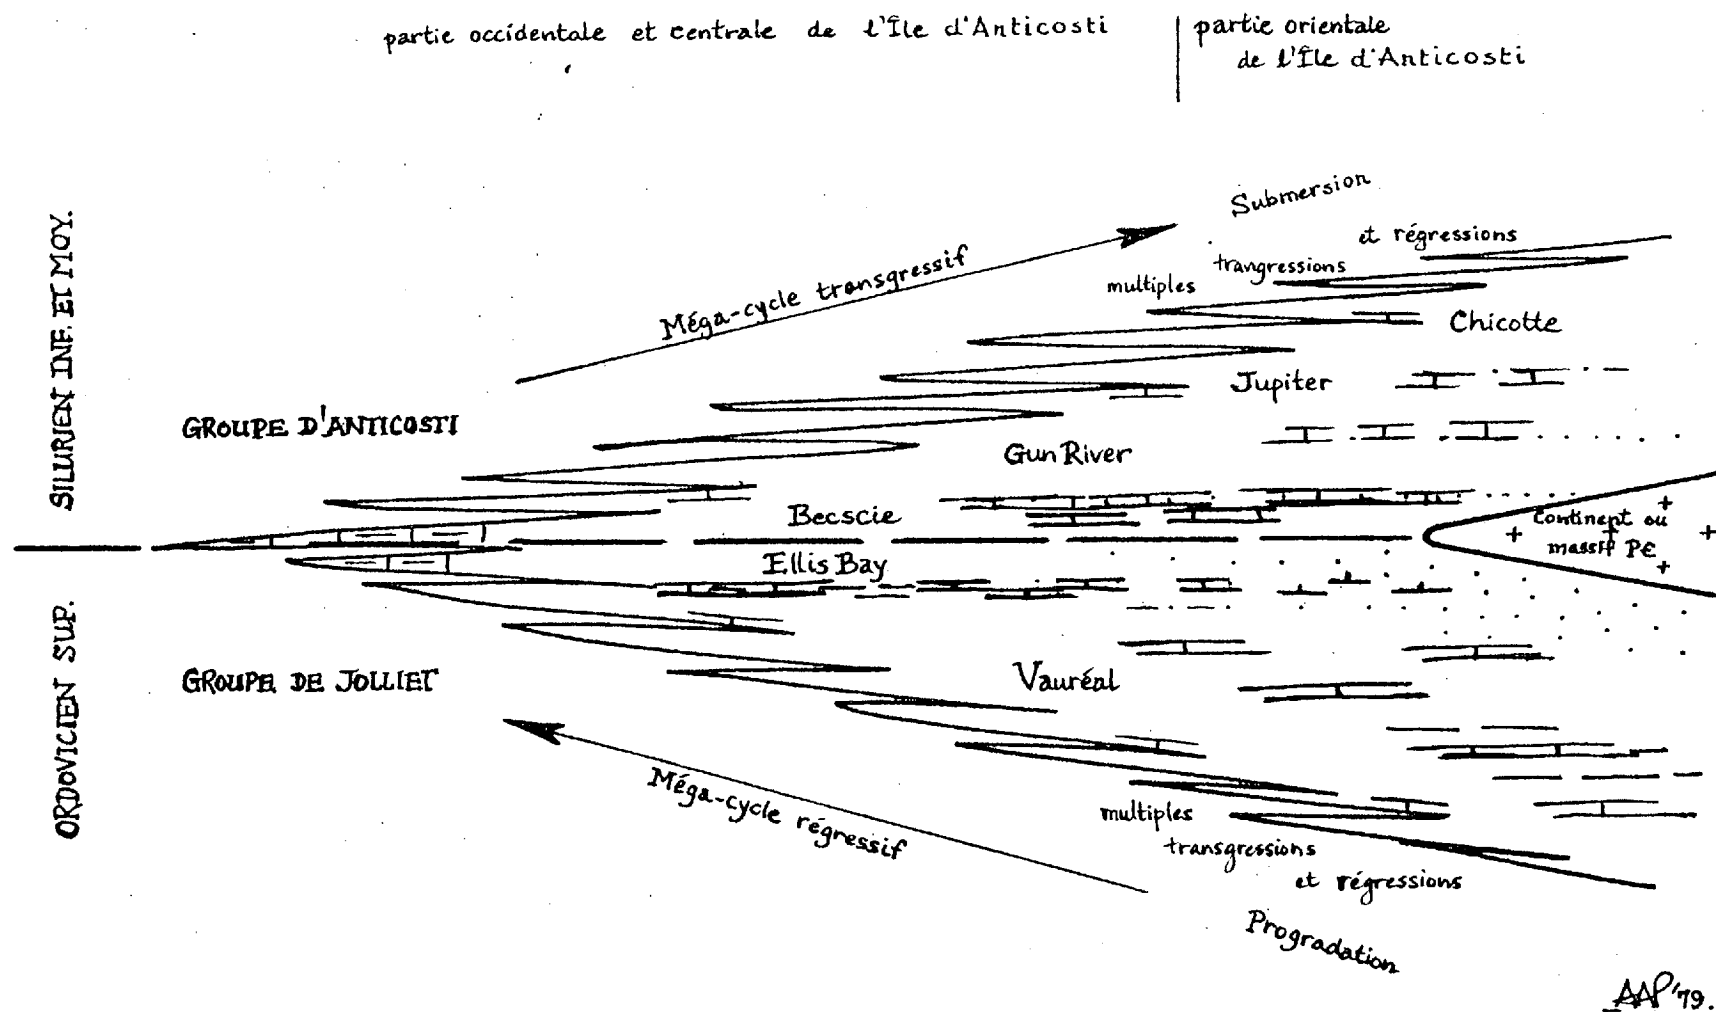 partie occidentale et centrale de l'Île d'Anticosti
partie orientale
de l'Île d'Anticosti
SILURIEN INF. ET MOY.
Submersion
et régressions
trangressions
multiples
Méga-cycle transgressif
Chicotte
Jupiter
GROUPE D'ANTICOSTI
Gun River
Becscie
Continent ou
massif PЄ
Ellis Bay
ORDOVICIEN SUP.
GROUPE DE JOLLIET
Vauréal
Méga-cycle régressif
multiples
transgressions
et régressions
Progradation
AAP '79.